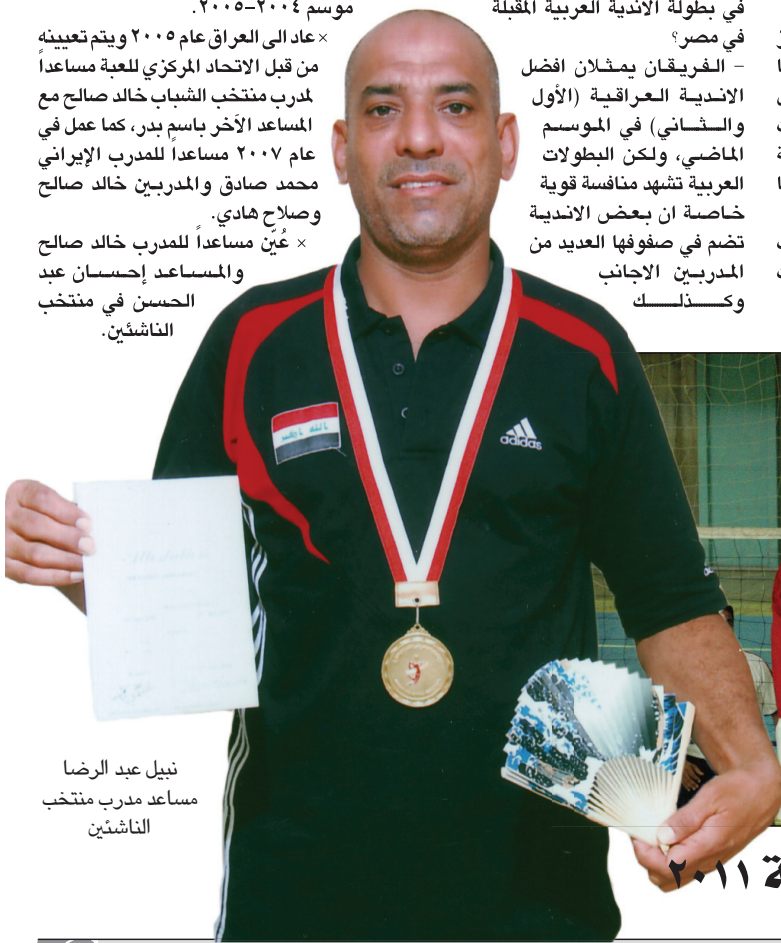 في بطولة الاندية العربية المقبلة
في مصر؟
– الفريقان يمثلان افضل
الاندية العراقية (الأول
والثاني) في الموسم
الماضي، ولكن البطولات
العربية تشهد منافسة قوية
خاصة ان بعض الاندية
تضم في صفوفها العديد من
المدربين الاجانب
وكذلك
موسم ٢٠٠٤–٢٠٠٥.
×عاد الى العراق عام ٢٠٠٥ ويتم تعيينه
من قبل الاتحاد المركزي للعبة مساعداً
لمدرب منتخب الشباب خالد صالح مع
المساعد الآخر باسم بدر، كما عمل في
عام ٢٠٠٧ مساعداً للمدرب الإيراني
محمد صادق والمدربين خالد صالح
وصلاح هادي.
× عُيّن مساعداً للمدرب خالد صالح
والمساعد إحسان عبد
الحسن في منتخب
الناشئين.
الله اكبر
adidas
نبيل عبد الرضا
مساعد مدرب منتخب
الناشئين
ة ٢٠١١